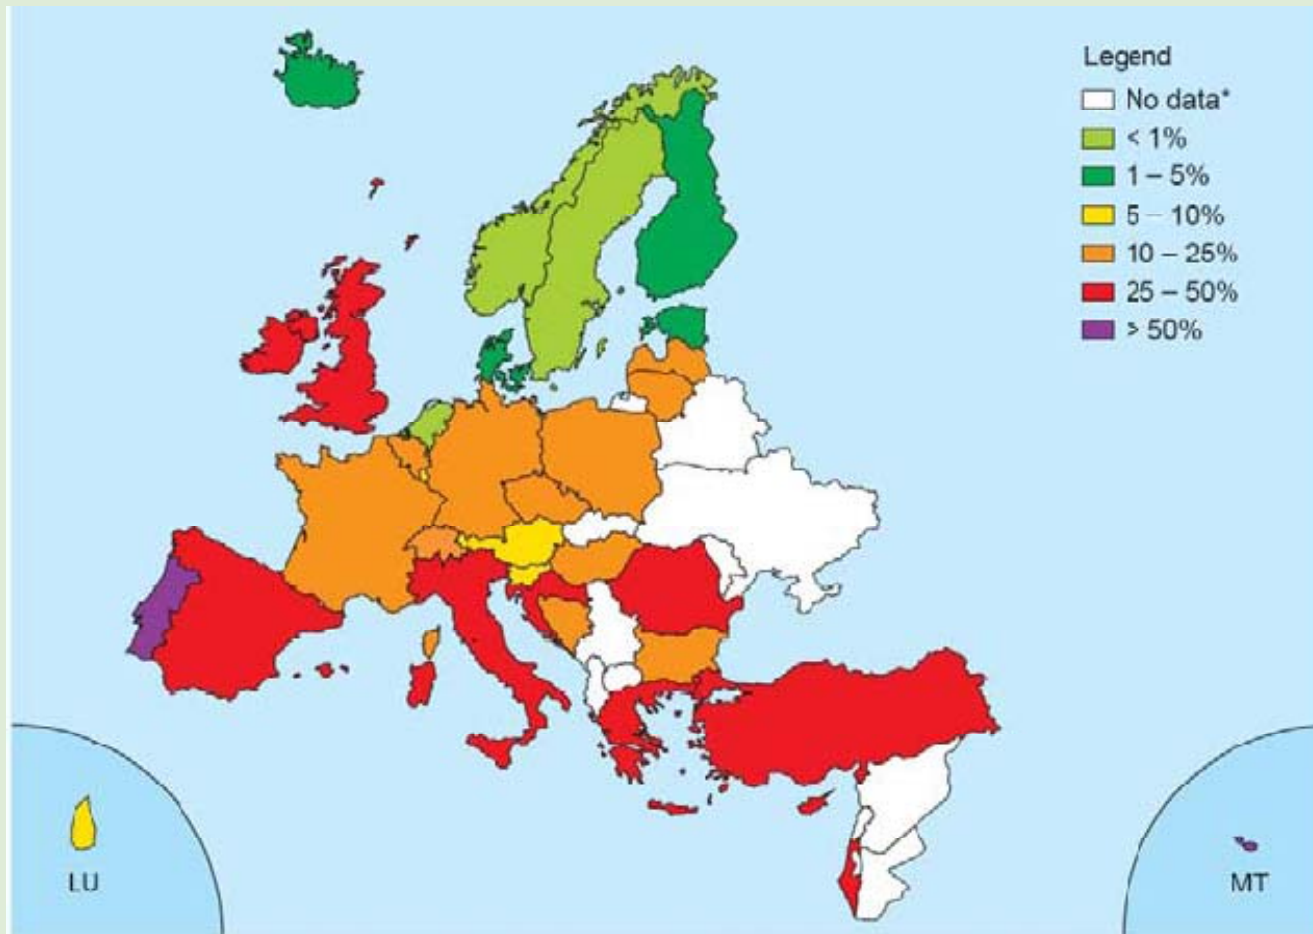 Legend
No data*
< 1%
1 – 5%
5 – 10%
10 – 25%
25 – 50%
> 50%
LU
MT